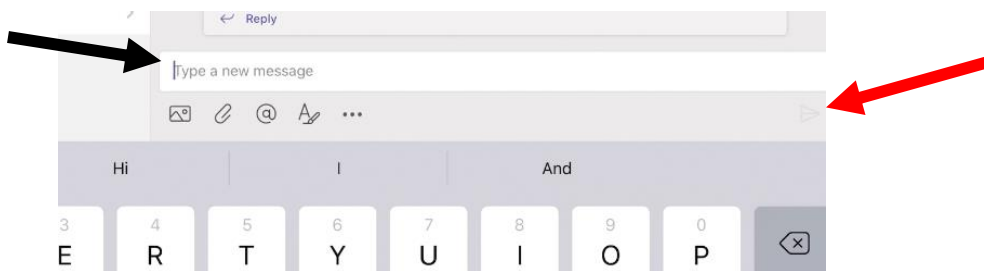 Reply
Type a new message
@ A •••
Hi I And
3 4 5 6 7 8 9 0
E R T Y U I O P